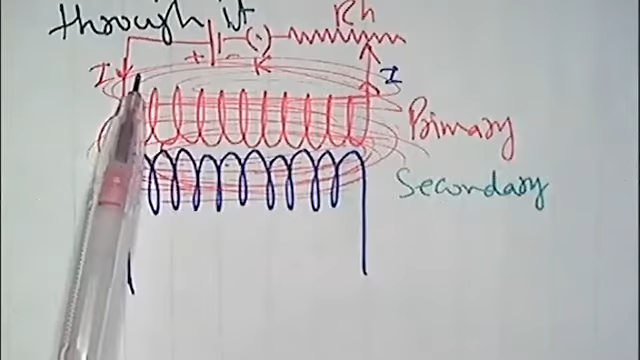 through it
Rh
+ - (·)
I K I
Primary
Secondary